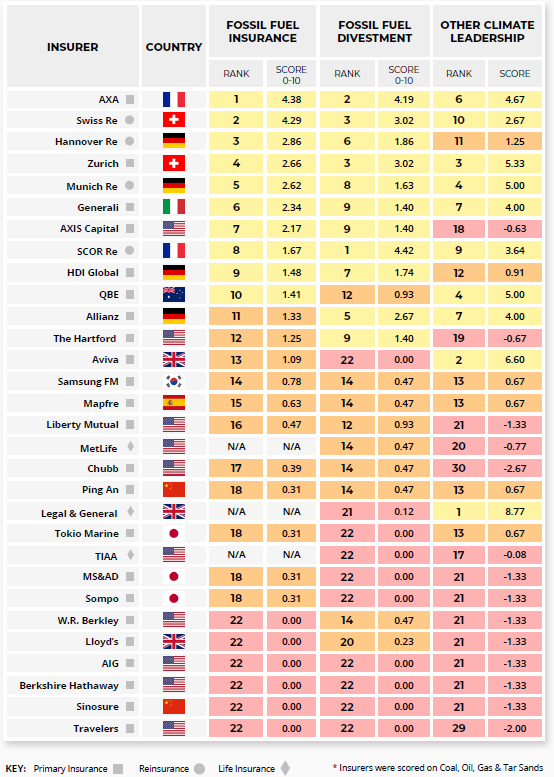 INSURER COUNTRY FOSSIL FUEL INSURANCE FOSSIL FUEL DIVESTMENT OTHER CLIMATE LEADERSHIP
RANK SCORE 0-10 RANK SCORE 0-10 RANK SCORE
AXA 1 4.38 2 4.19 6 4.67
Swiss Re 2 4.29 3 3.02 10 2.67
Hannover Re 3 2.86 6 1.86 11 1.25
Zurich 4 2.66 3 3.02 3 5.33
Munich Re 5 2.62 8 1.63 4 5.00
Generali 6 2.34 9 1.40 7 4.00
AXIS Capital 7 2.17 9 1.40 18 -0.63
SCOR Re 8 1.67 1 4.42 9 3.64
HDI Global 9 1.48 7 1.74 12 0.91
QBE 10 1.41 12 0.93 4 5.00
Allianz 11 1.33 5 2.67 7 4.00
The Hartford 12 1.25 9 1.40 19 -0.67
Aviva 13 1.09 22 0.00 2 6.60
Samsung FM 14 0.78 14 0.47 13 0.67
Mapfre 15 0.63 14 0.47 13 0.67
Liberty Mutual 16 0.47 12 0.93 21 -1.33
MetLife N/A N/A 14 0.47 20 -0.77
Chubb 17 0.39 14 0.47 30 -2.67
Ping An 18 0.31 14 0.47 13 0.67
Legal & General N/A N/A 21 0.12 1 8.77
Tokio Marine 18 0.31 22 0.00 13 0.67
TIAA N/A N/A 22 0.00 17 -0.08
MS&AD 18 0.31 22 0.00 21 -1.33
Sompo 18 0.31 22 0.00 21 -1.33
W.R. Berkley 22 0.00 14 0.47 21 -1.33
Lloyd's 22 0.00 20 0.23 21 -1.33
AIG 22 0.00 22 0.00 21 -1.33
Berkshire Hathaway 22 0.00 22 0.00 21 -1.33
Sinosure 22 0.00 22 0.00 21 -1.33
Travelers 22 0.00 22 0.00 29 -2.00
KEY: Primary Insurance Reinsurance Life Insurance * Insurers were scored on Coal, Oil, Gas & Tar Sands